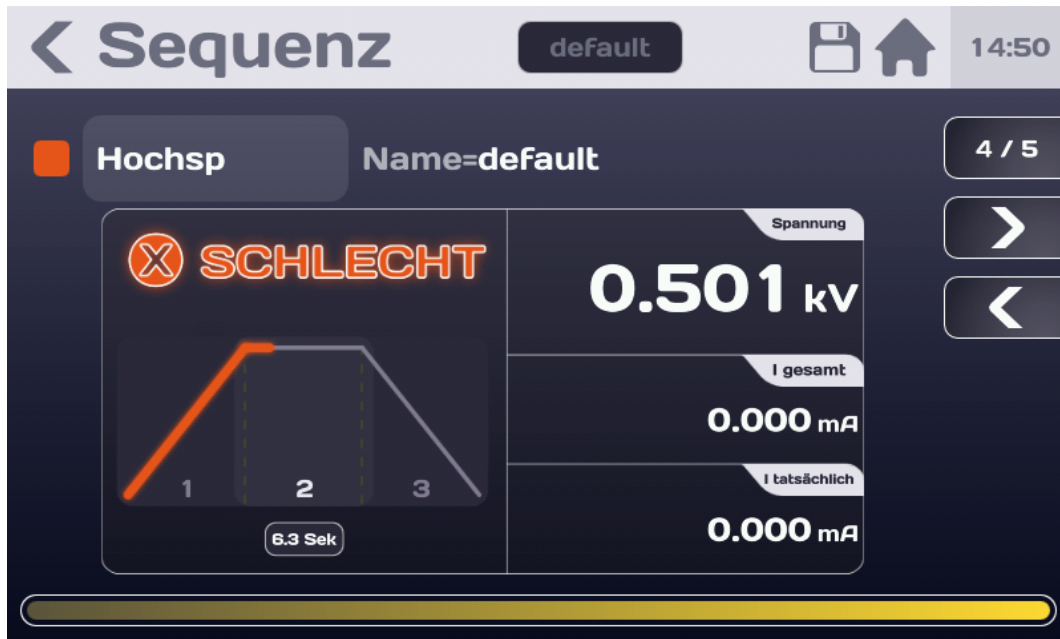 Sequenz default 14:50
Hochsp Name=default 4 / 5
SCHLECHT
Spannung
0.501 kV
I gesamt
0.000 mA
I tatsächlich
0.000 mA
1 2 3
6.3 Sek